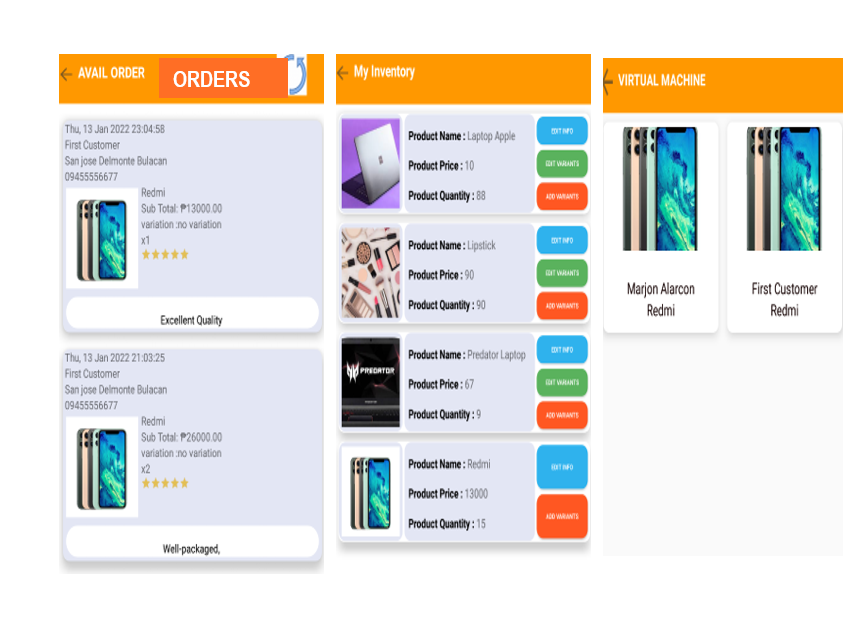 AVAIL ORDER
ORDERS
Thu, 13 Jan 2022 23:04:58
First Customer
San jose Delmonte Bulacan
09455556677
Redmi
Sub Total: ₱13000.00
variation :no variation
x1
Excellent Quality
Thu, 13 Jan 2022 21:03:25
First Customer
San jose Delmonte Bulacan
09455556677
Redmi
Sub Total: ₱26000.00
variation :no variation
x2
Well-packaged,
My Inventory
Product Name : Laptop Apple
Product Price : 10
Product Quantity : 88
EDIT INFO
EDIT VARIANTS
ADD VARIANTS
Product Name : Lipstick
Product Price : 90
Product Quantity : 90
EDIT INFO
EDIT VARIANTS
ADD VARIANTS
PREDATOR
Product Name : Predator Laptop
Product Price : 67
Product Quantity : 9
EDIT INFO
EDIT VARIANTS
ADD VARIANTS
Product Name : Redmi
Product Price : 13000
Product Quantity : 15
EDIT INFO
ADD VARIANTS
VIRTUAL MACHINE
Marjon Alarcon
Redmi
First Customer
Redmi